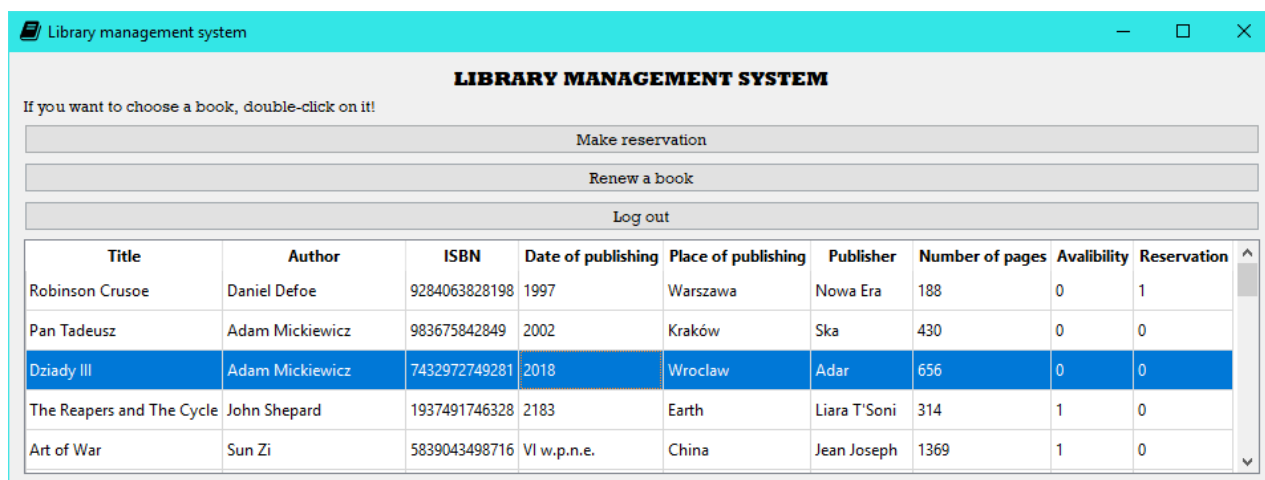 Library management system
LIBRARY MANAGEMENT SYSTEM
If you want to choose a book, double-click on it!
Make reservation
Renew a book
Log out
Title Author ISBN Date of publishing Place of publishing Publisher Number of pages Avalibility Reservation
Robinson Crusoe Daniel Defoe 9284063828198 1997 Warszawa Nowa Era 188 0 1
Pan Tadeusz Adam Mickiewicz 983675842849 2002 Kraków Ska 430 0 0
Dziady III Adam Mickiewicz 7432972749281 2018 Wroclaw Adar 656 0 0
The Reapers and The Cycle John Shepard 1937491746328 2183 Earth Liara T'Soni 314 1 0
Art of War Sun Zi 5839043498716 VI w.p.n.e. China Jean Joseph 1369 1 0